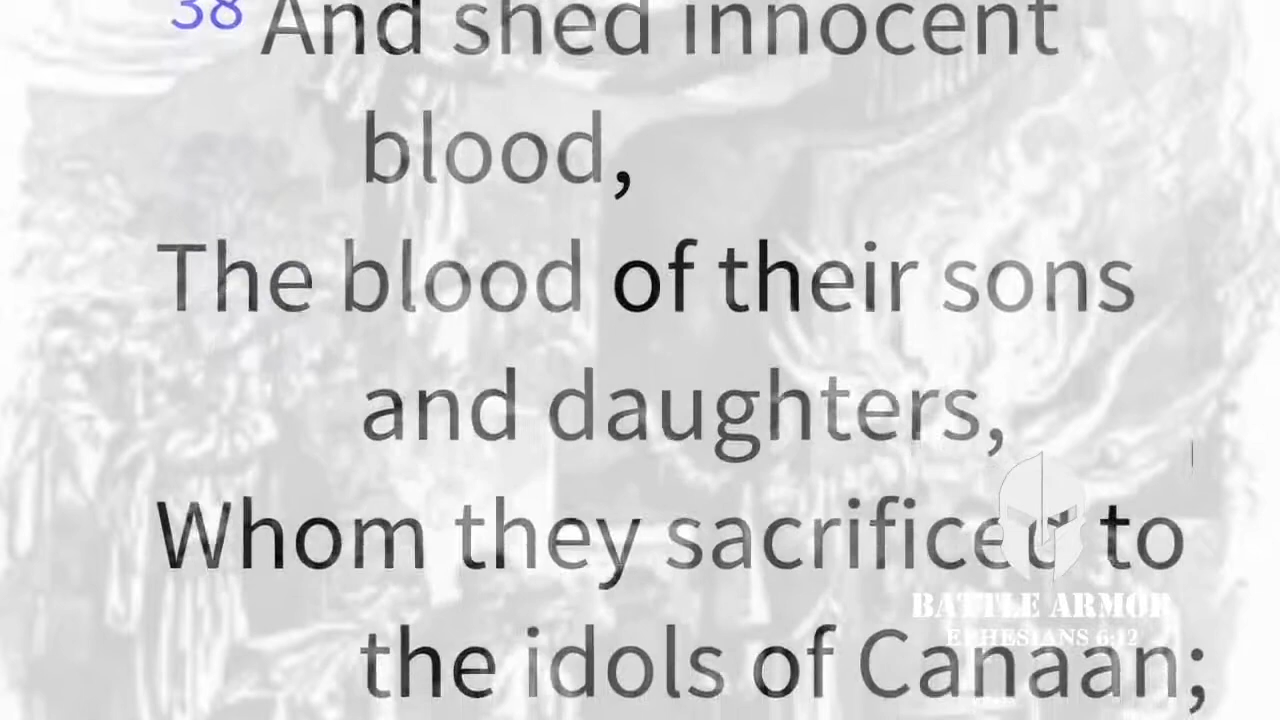 38 And shed innocent
blood,
The blood of their sons
and daughters,
Whom they sacrificed to
the idols of Canaan;
BATTLE ARMOR
EPHESIANS 6:12